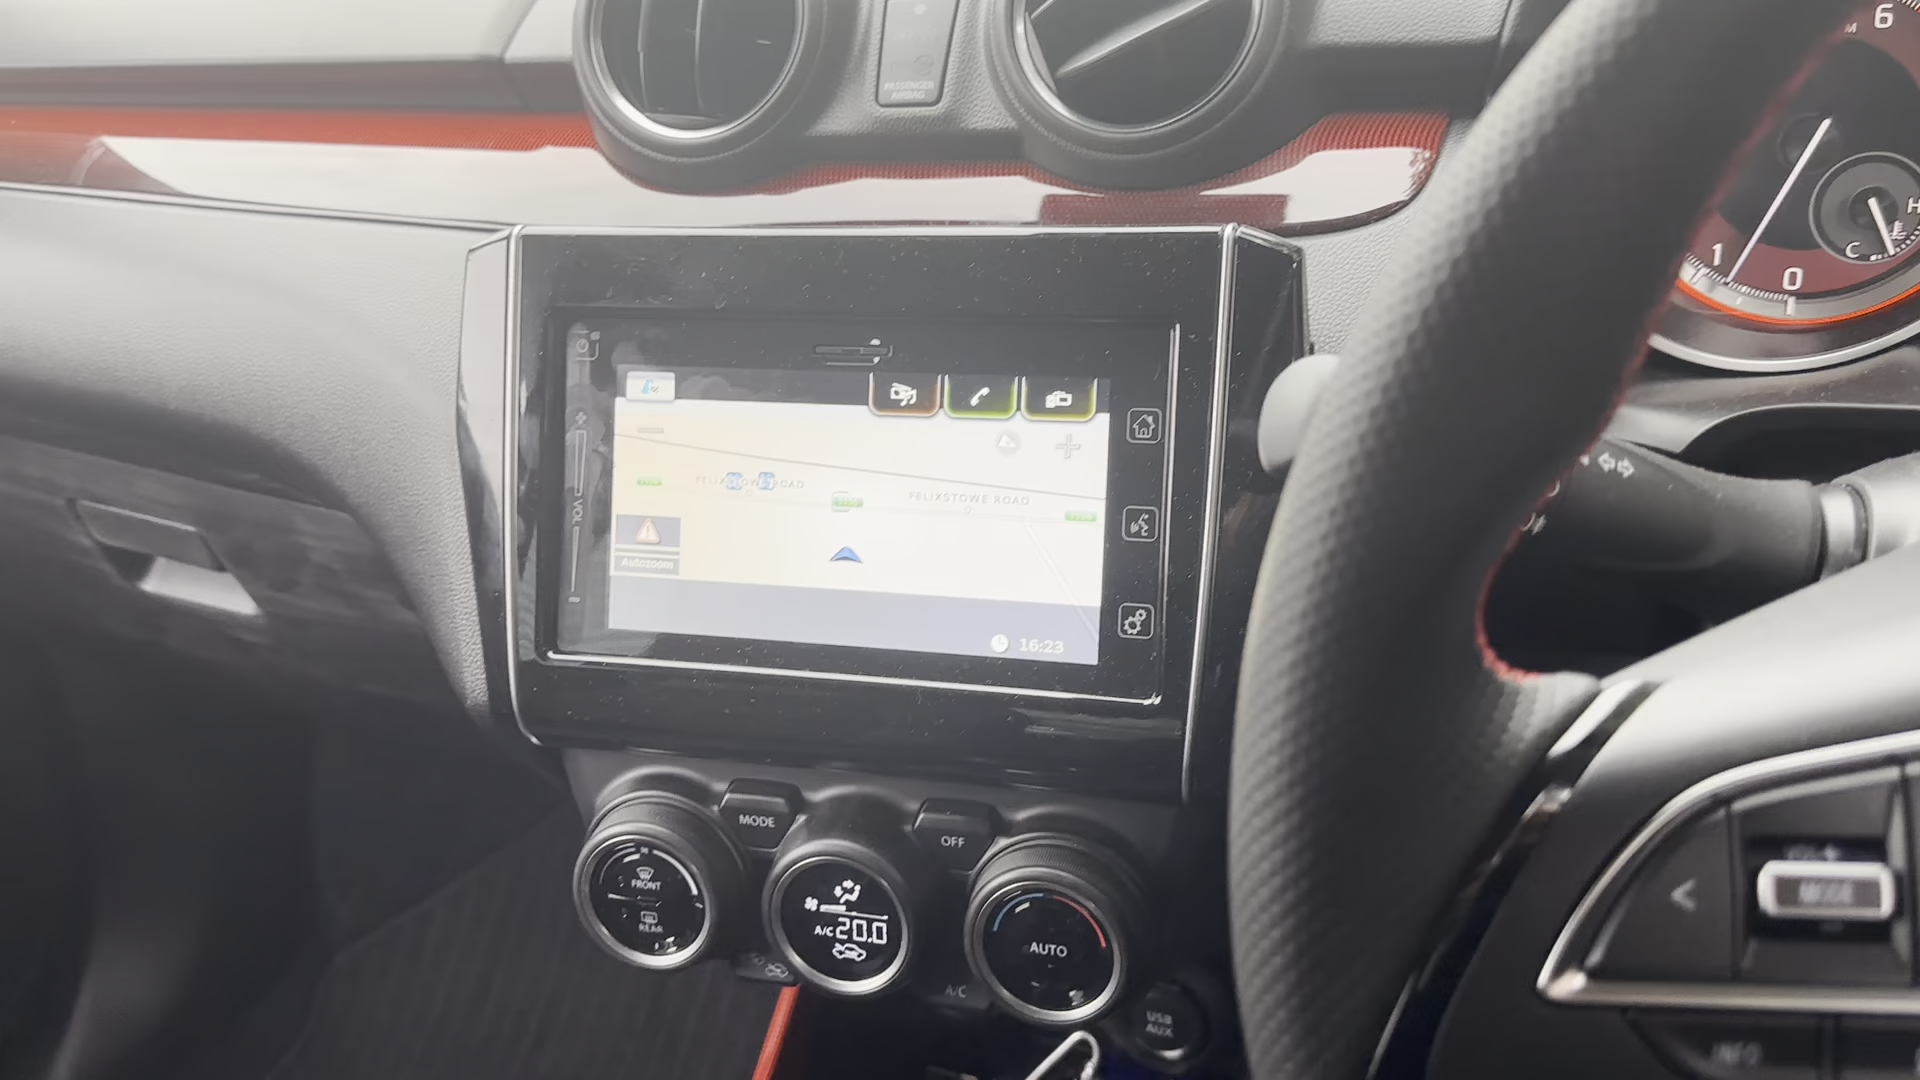 PASSENGER
AIRBAG
6
H
C
1
0
FELIXSTOWE ROAD
FELIXSTOWE ROAD
VOL
Autozoom
16:23
MODE
OFF
FRONT
REAR
A/C 20.0
AUTO
A/C
USB
AUX
<
MODE
INFO